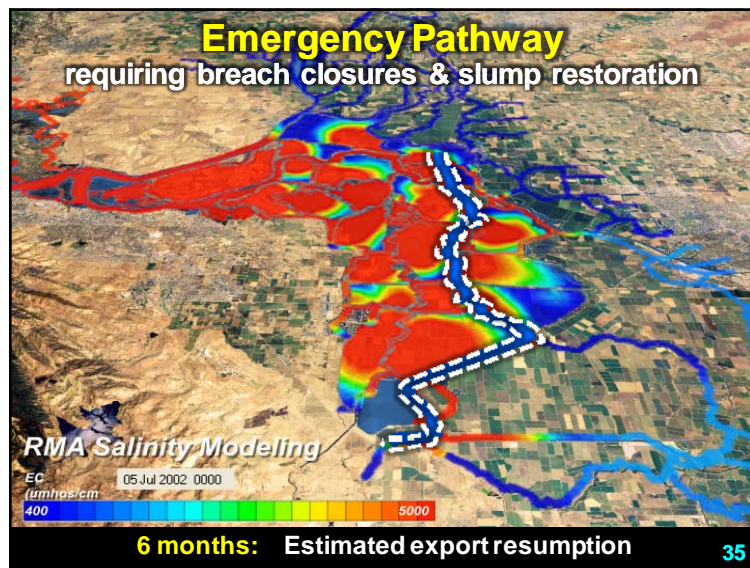 Emergency Pathway
requiring breach closures & slump restoration
RMA Salinity Modeling
EC
(umhos/cm
05 Jul 2002 0000
400 5000
6 months: Estimated export resumption
35